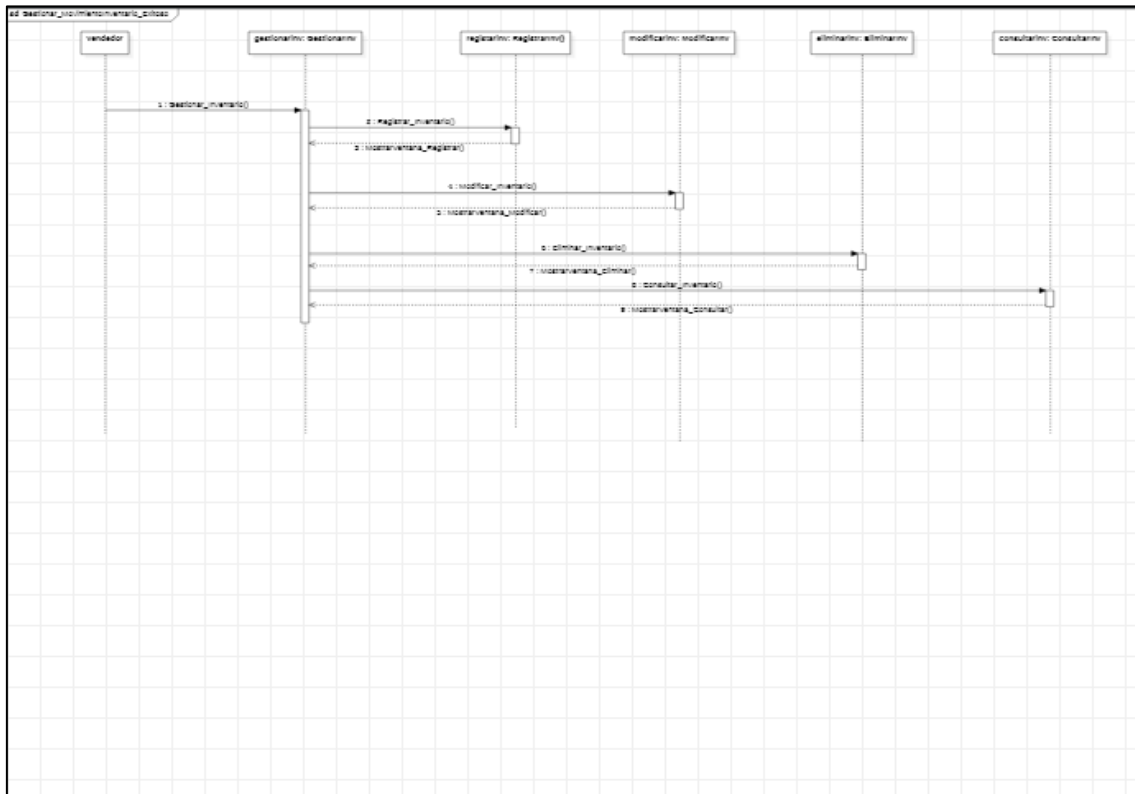 sd Gestionar_MovimientoInventario_Exitoso
vendedor
gestionarInv: GestionarInv
registrarInv: RegistrarInv()
modificarInv: ModificarInv
eliminarInv: EliminarInv
consultarInv: ConsultarInv
1 : Gestionar_Inventario()
2 : Registrar_Inventario()
3 : MostrarVentana_Registrar()
4 : Modificar_Inventario()
5 : MostrarVentana_Modificar()
6 : Eliminar_Inventario()
7 : MostrarVentana_Eliminar()
8 : Consultar_Inventario()
9 : MostrarVentana_Consultar()